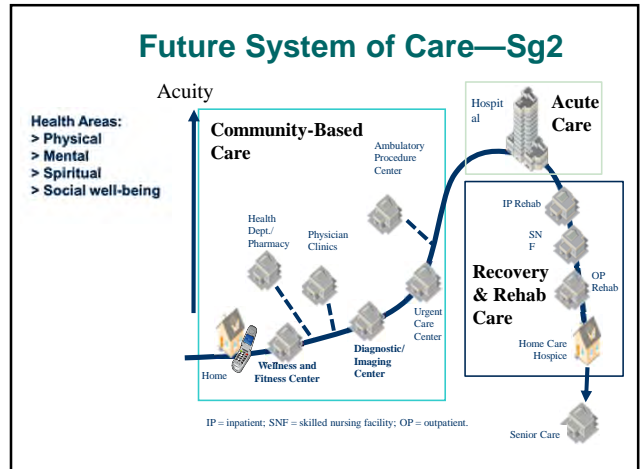 Future System of Care—Sg2
Acuity
Health Areas:
> Physical
> Mental
> Spiritual
> Social well-being
Community-Based
Care
Ambulatory
Procedure
Center
Health
Dept./
Pharmacy
Physician
Clinics
Urgent
Care
Center
Home
Wellness and
Fitness Center
Diagnostic/
Imaging
Center
Hospit
al
Acute
Care
IP Rehab
SN
F
Recovery
& Rehab
Care
OP
Rehab
Home Care
Hospice
Senior Care
IP = inpatient; SNF = skilled nursing facility; OP = outpatient.